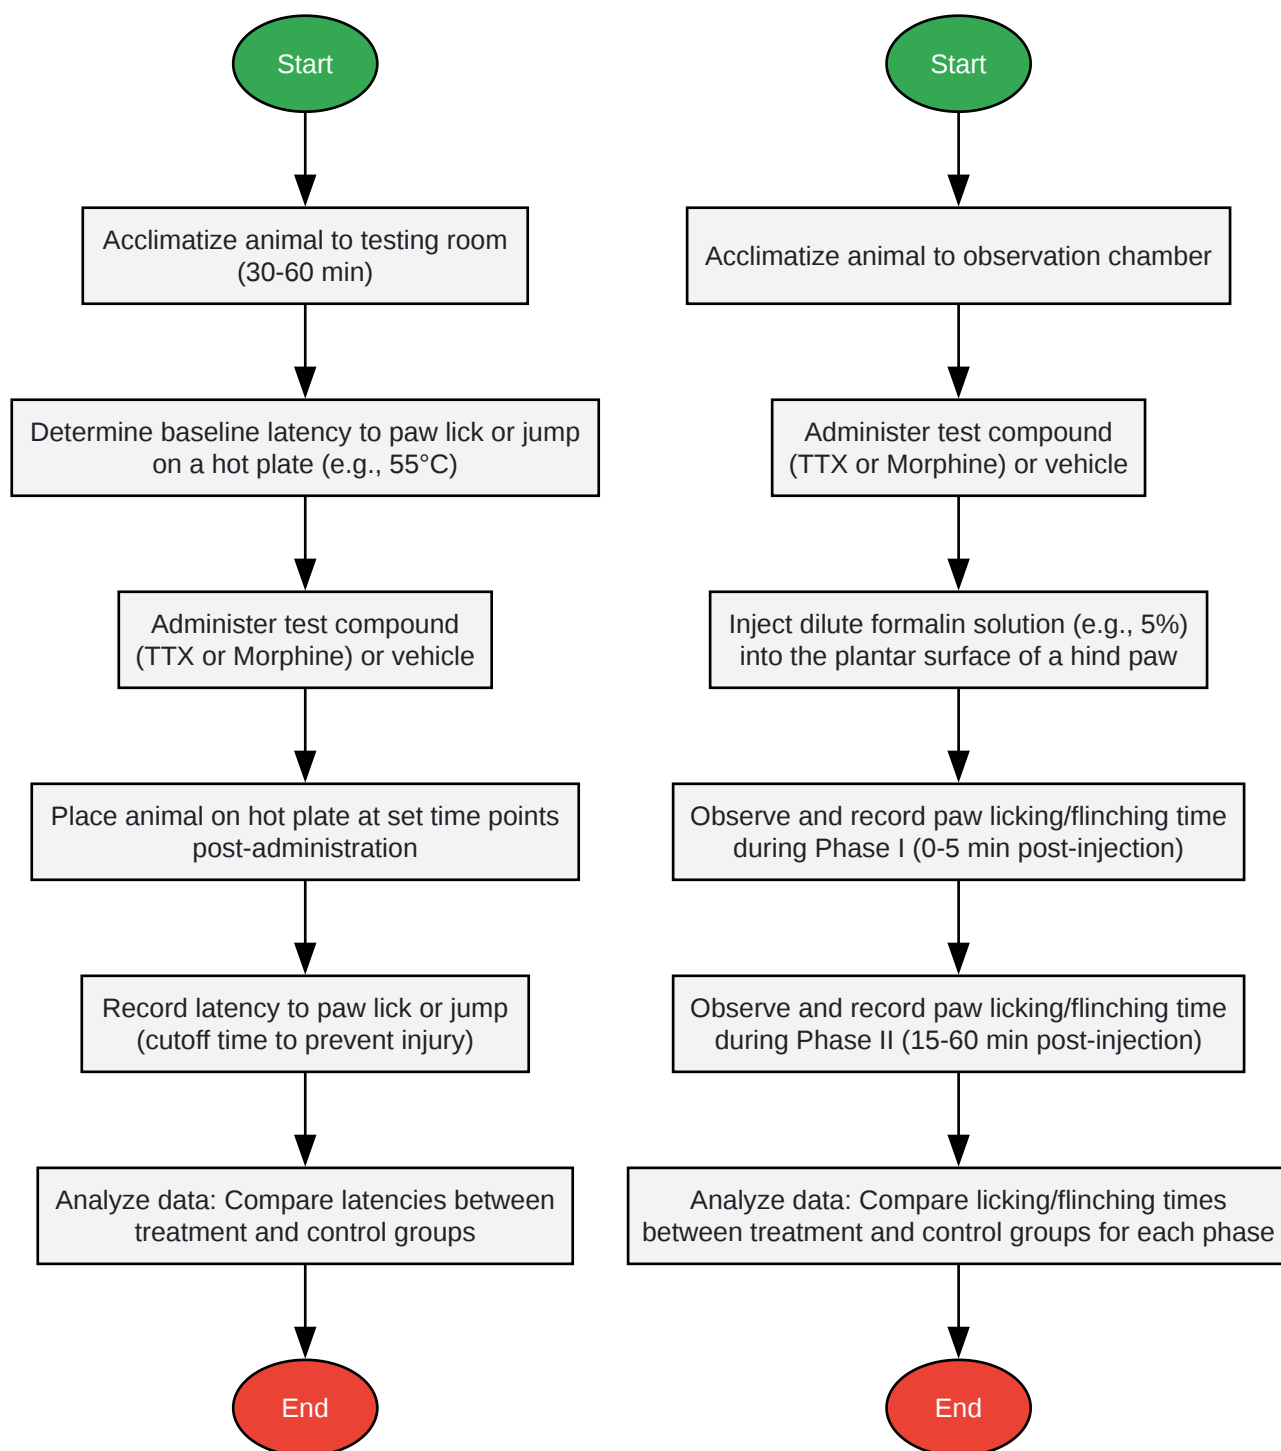 Start
Acclimatize animal to testing room
(30-60 min)
Determine baseline latency to paw lick or jump
on a hot plate (e.g., 55°C)
Administer test compound
(TTX or Morphine) or vehicle
Place animal on hot plate at set time points
post-administration
Record latency to paw lick or jump
(cutoff time to prevent injury)
Analyze data: Compare latencies between
treatment and control groups
End
Start
Acclimatize animal to observation chamber
Administer test compound
(TTX or Morphine) or vehicle
Inject dilute formalin solution (e.g., 5%)
into the plantar surface of a hind paw
Observe and record paw licking/flinching time
during Phase I (0-5 min post-injection)
Observe and record paw licking/flinching time
during Phase II (15-60 min post-injection)
Analyze data: Compare licking/flinching times
between treatment and control groups for each phase
End